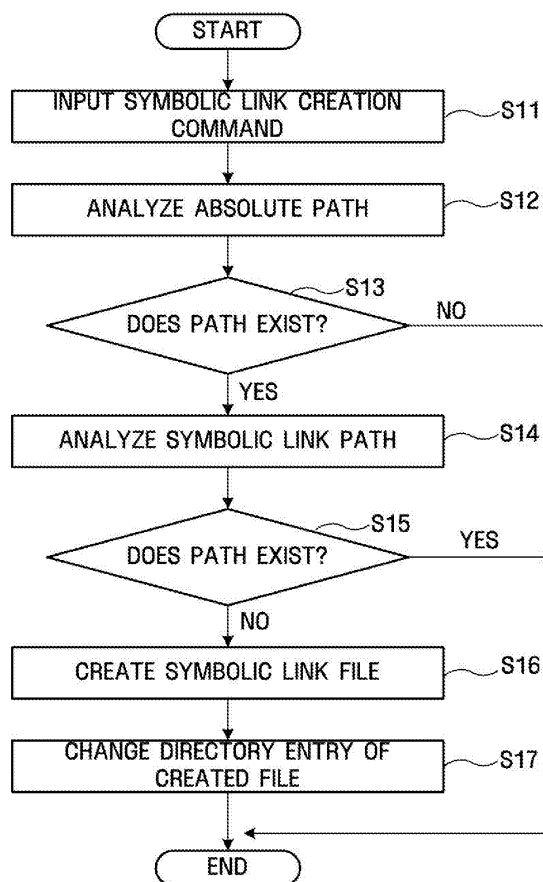 START
INPUT SYMBOLIC LINK CREATION
COMMAND
S11
ANALYZE ABSOLUTE PATH
S12
S13
DOES PATH EXIST?
NO
YES
ANALYZE SYMBOLIC LINK PATH
S14
S15
DOES PATH EXIST?
YES
NO
CREATE SYMBOLIC LINK FILE
S16
CHANGE DIRECTORY ENTRY OF
CREATED FILE
S17
END